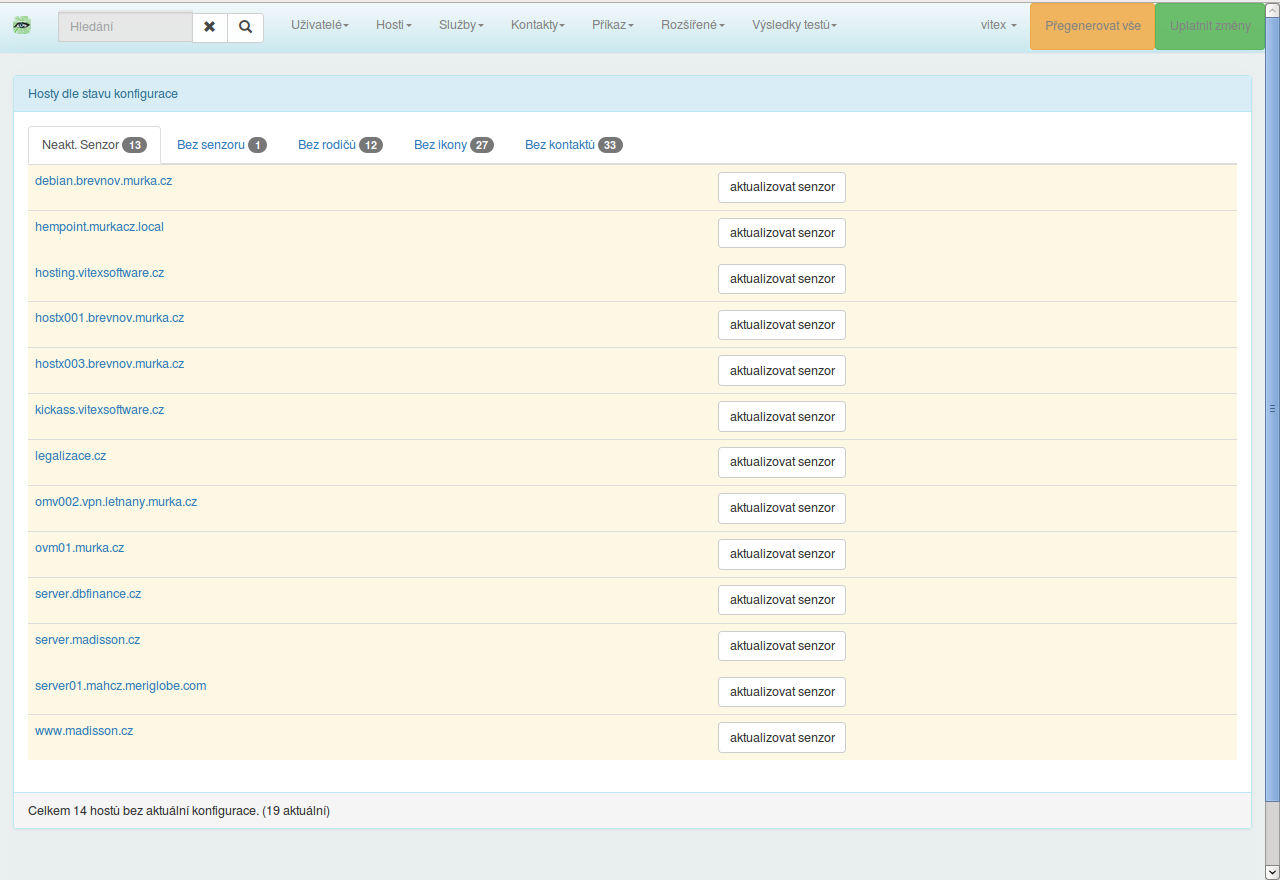 Hledání Uživatelé Hosti Služby Kontakty Příkaz Rozšířené Výsledky testů vitex Přegenerovat vše Uplatnit změny
Hosty dle stavu konfigurace
Neakt. Senzor 13 Bez senzoru 1 Bez rodičů 12 Bez ikony 27 Bez kontaktů 33
debian.brevnov.murka.cz aktualizovat senzor
hempoint.murkacz.local aktualizovat senzor
hosting.vitexsoftware.cz aktualizovat senzor
hostx001.brevnov.murka.cz aktualizovat senzor
hostx003.brevnov.murka.cz aktualizovat senzor
kickass.vitexsoftware.cz aktualizovat senzor
legalizace.cz aktualizovat senzor
omv002.vpn.letnany.murka.cz aktualizovat senzor
ovm01.murka.cz aktualizovat senzor
server.dbfinance.cz aktualizovat senzor
server.madisson.cz aktualizovat senzor
server01.mahcz.meriglobe.com aktualizovat senzor
www.madisson.cz aktualizovat senzor
Celkem 14 hostů bez aktuální konfigurace. (19 aktuální)